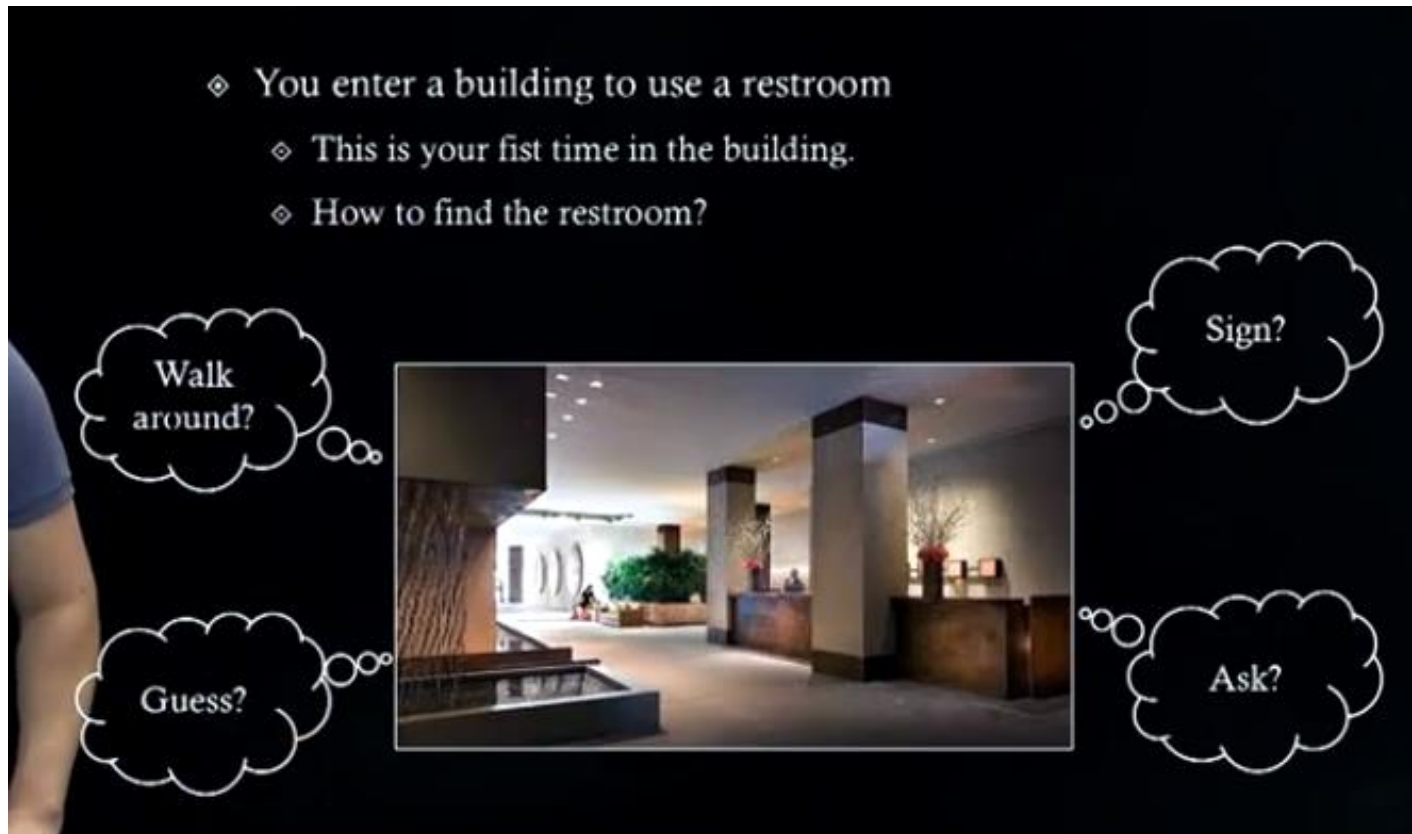 You enter a building to use a restroom
This is your fist time in the building.
How to find the restroom?
Walk
around?
Sign?
Guess?
Ask?